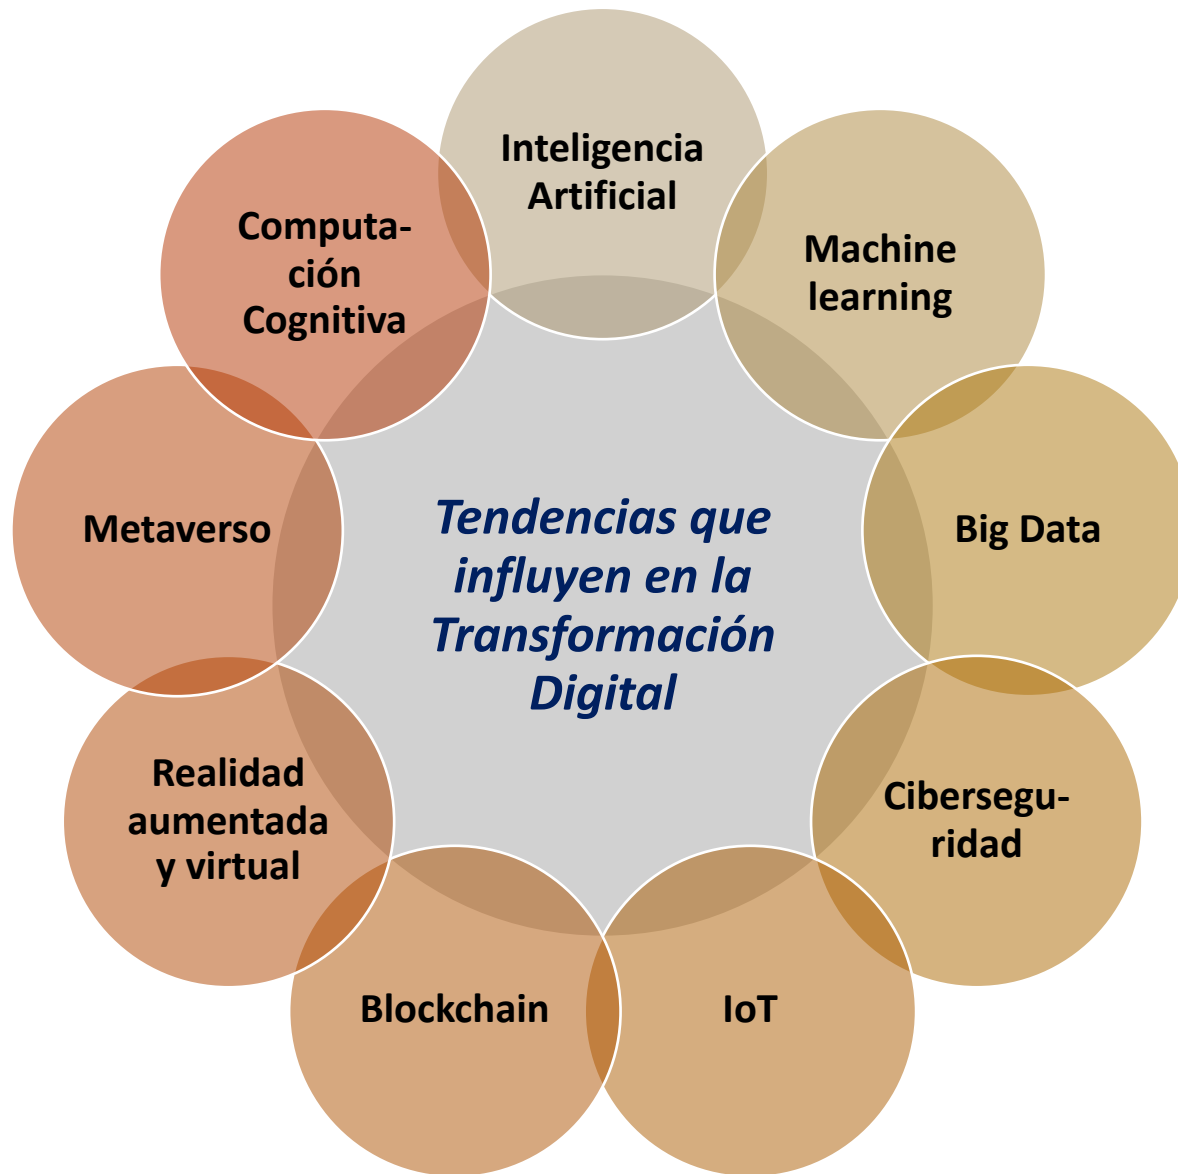 Inteligencia
Artificial
Machine
learning
Big Data
Cibersegu-
ridad
IoT
Blockchain
Realidad
aumentada
y virtual
Metaverso
Computa-
ción
Cognitiva
Tendencias que
influyen en la
Transformación
Digital